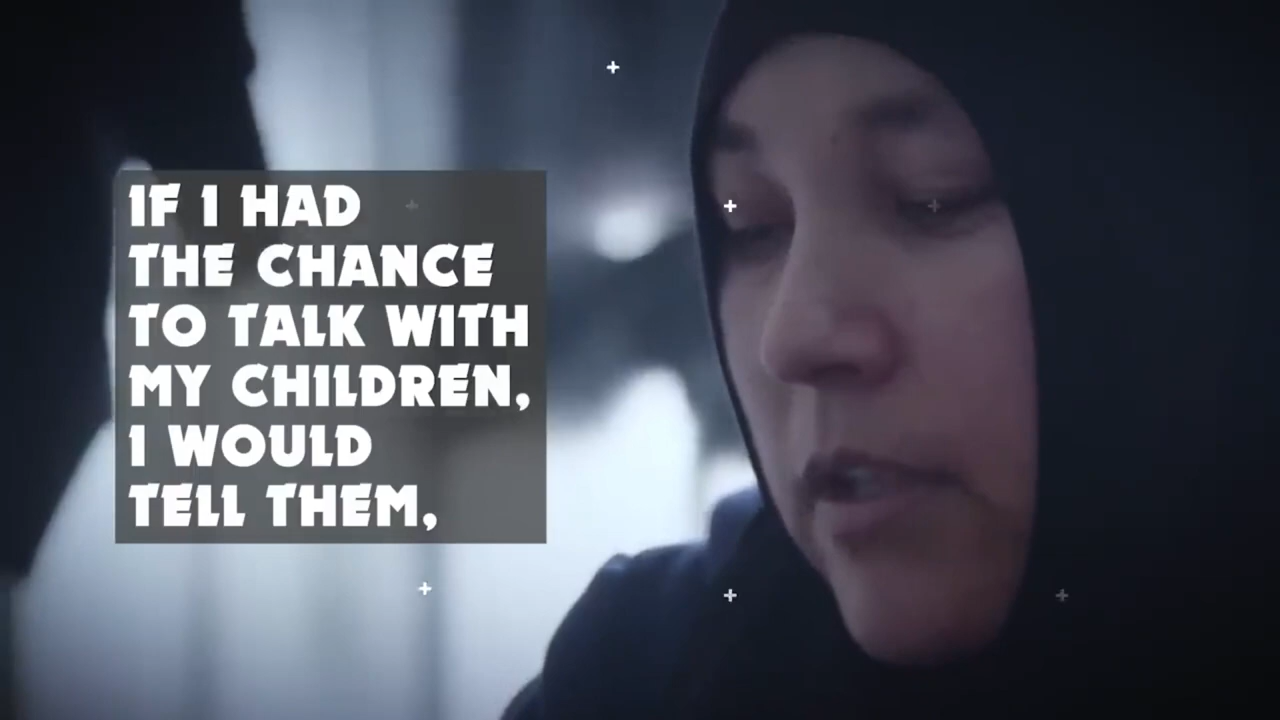 IF I HAD
THE CHANCE
TO TALK WITH
MY CHILDREN,
I WOULD
TELL THEM,